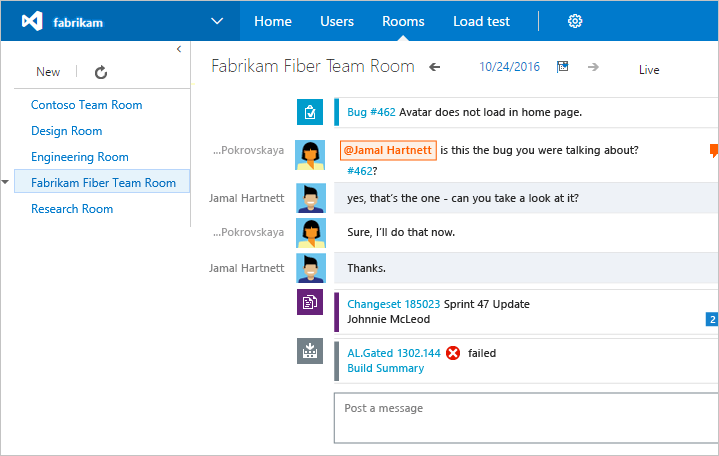 fabrikam
Home Users Rooms Load test
New
Contoso Team Room
Design Room
Engineering Room
Fabrikam Fiber Team Room
Research Room
Fabrikam Fiber Team Room
10/24/2016
Live
Bug #462 Avatar does not load in home page.
...Pokrovskaya
@Jamal Hartnett is this the bug you were talking about?
#462?
Jamal Hartnett
yes, that's the one - can you take a look at it?
...Pokrovskaya
Sure, I'll do that now.
Jamal Hartnett
Thanks.
Changeset 185023 Sprint 47 Update
Johnnie McLeod
2
AL.Gated 1302.144 failed
Build Summary
Post a message